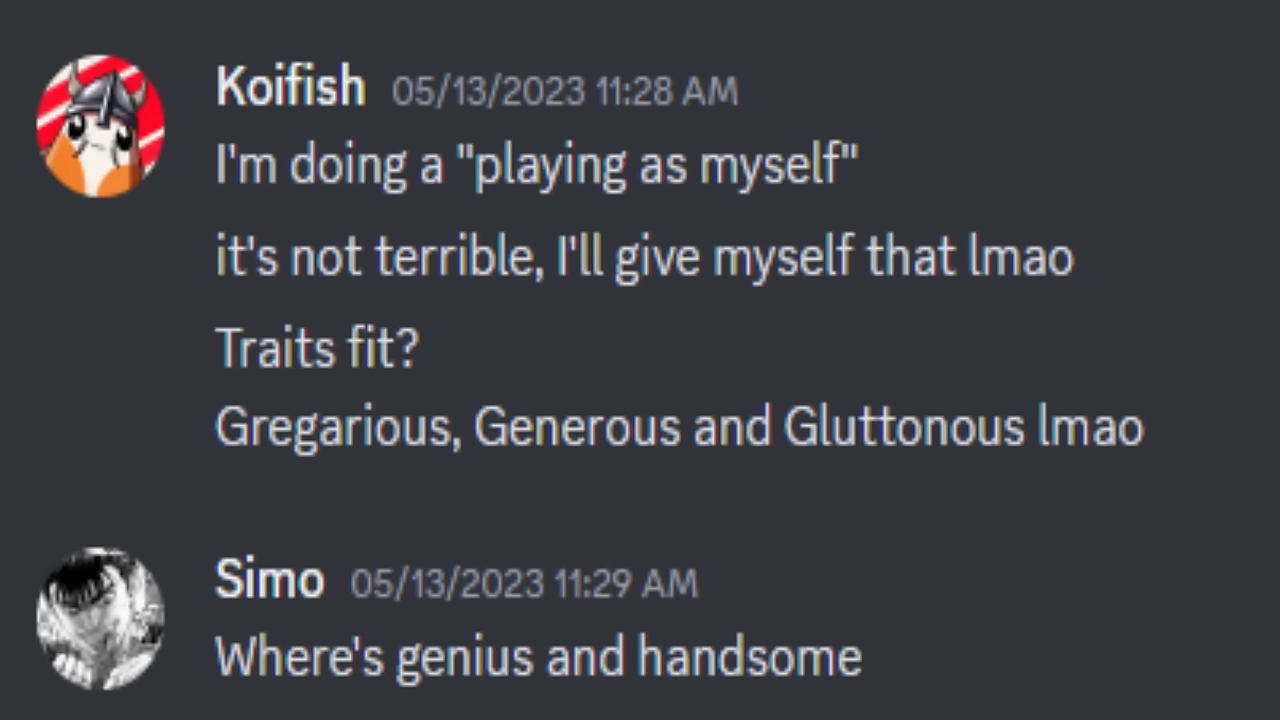 Koifish 05/13/2023 11:28 AM
I'm doing a "playing as myself"
it's not terrible, I'll give myself that lmao
Traits fit?
Gregarious, Generous and Gluttonous lmao
Simo 05/13/2023 11:29 AM
Where's genius and handsome